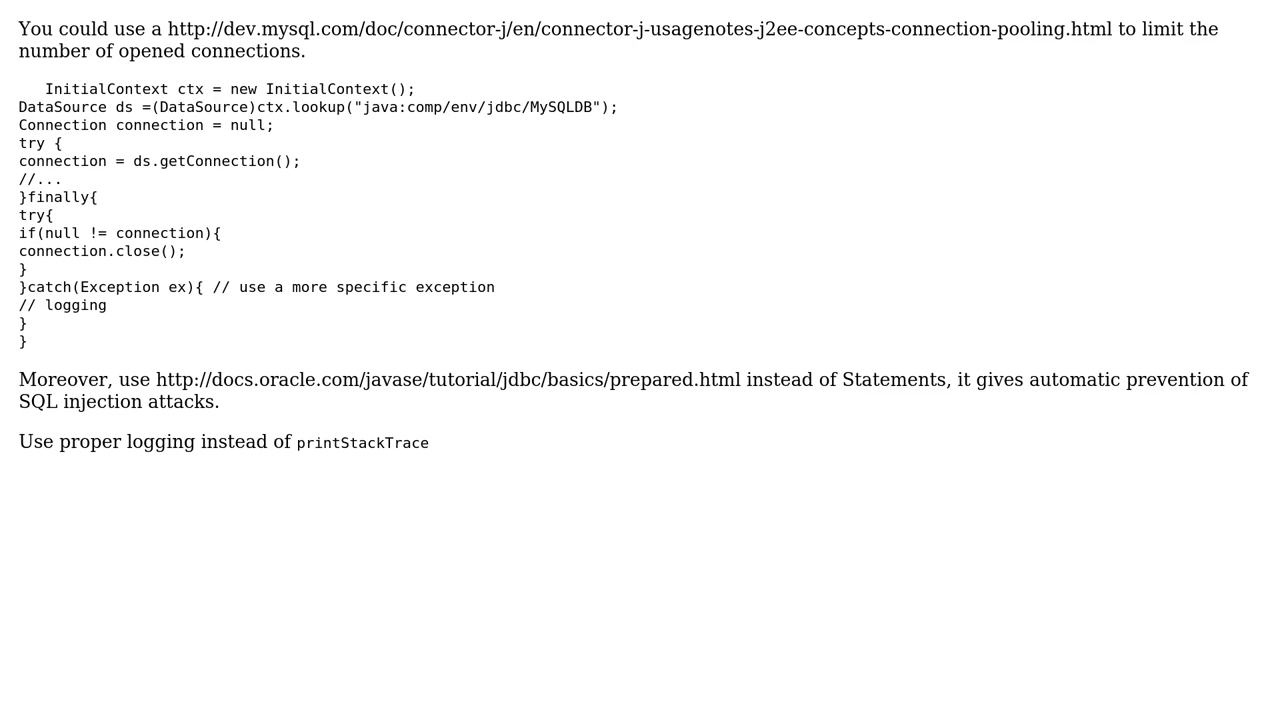 You could use a http://dev.mysql.com/doc/connector-j/en/connector-j-usagenotes-j2ee-concepts-connection-pooling.html to limit the
number of opened connections.
   InitialContext ctx = new InitialContext();
DataSource ds =(DataSource)ctx.lookup("java:comp/env/jdbc/MySQLDB");
Connection connection = null;
try {
connection = ds.getConnection();
//...
}finally{
try{
if(null != connection){
connection.close();
}
}catch(Exception ex){ // use a more specific exception
// logging
}
}
Moreover, use http://docs.oracle.com/javase/tutorial/jdbc/basics/prepared.html instead of Statements, it gives automatic prevention of
SQL injection attacks.
Use proper logging instead of printStackTrace